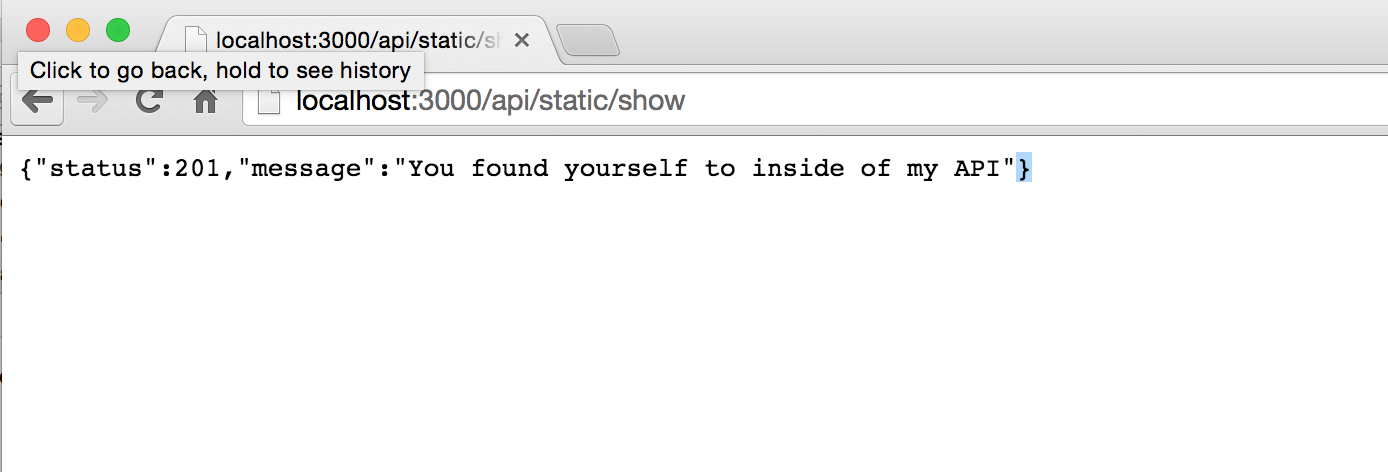 localhost:3000/api/static/sh
Click to go back, hold to see history
localhost:3000/api/static/show
{"status":201,"message":"You found yourself to inside of my API"}